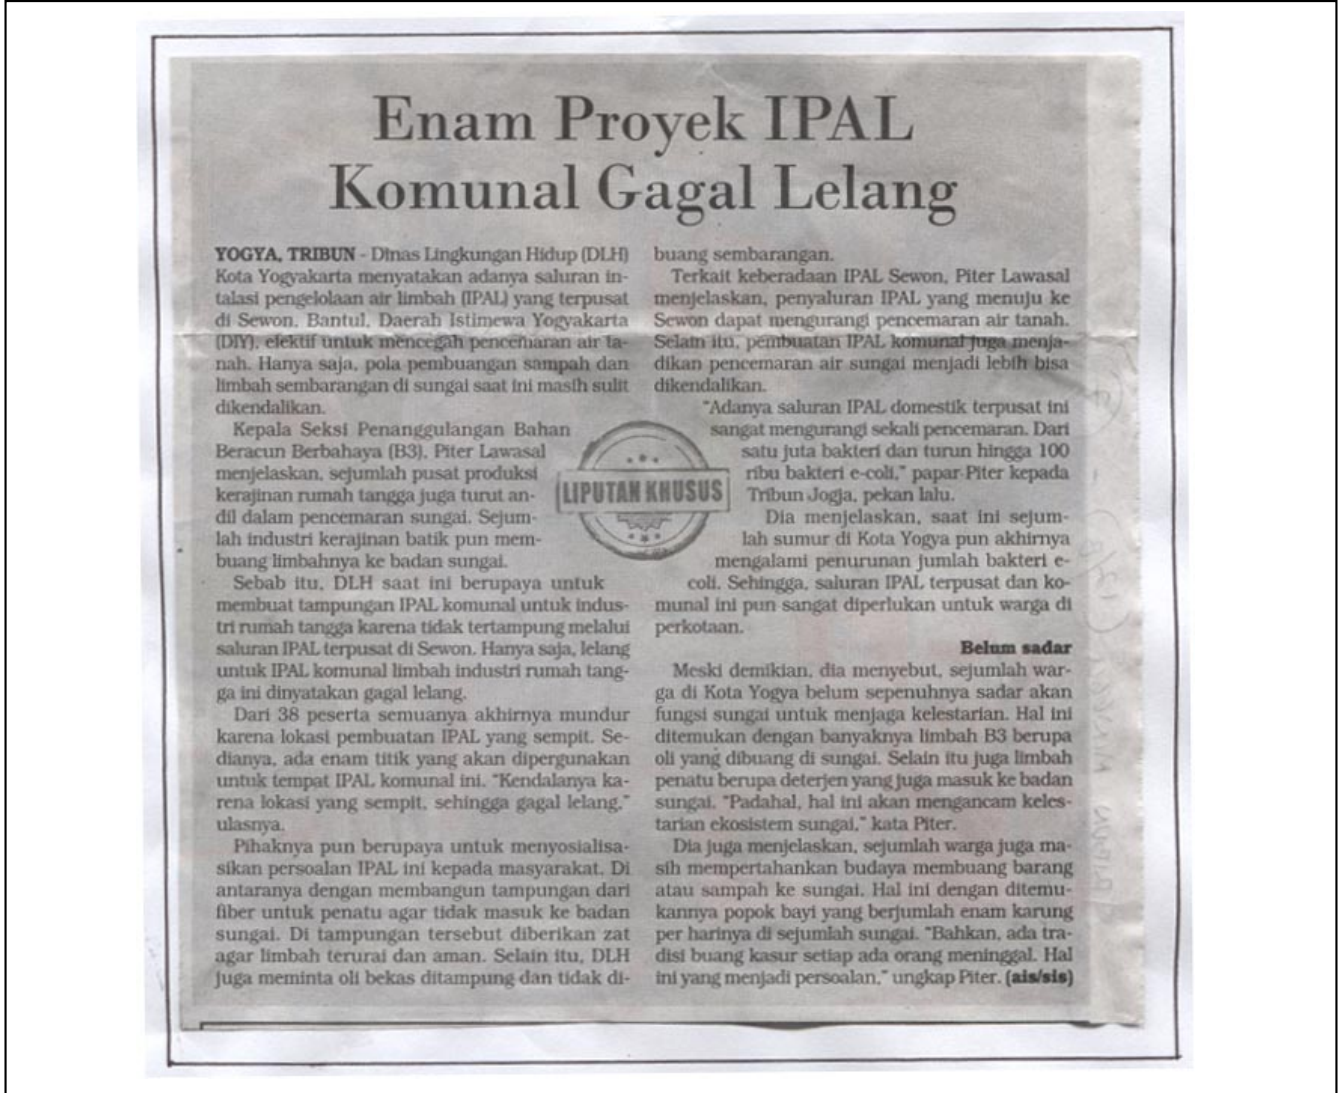 Enam Proyek IPAL
Komunal Gagal Lelang
YOGYA, TRIBUN - Dinas Lingkungan Hidup (DLH)
Kota Yogyakarta menyatakan adanya saluran in-
talasi pengelolaan air limbah (IPAL) yang terpusat
di Sewon, Bantul, Daerah Istimewa Yogyakarta
(DIY), efektif untuk mencegah pencemaran air ta-
nah. Hanya saja, pola pembuangan sampah dan
limbah sembarangan di sungai saat ini masih sulit
dikendalikan.
Kepala Seksi Penanggulangan Bahan
Beracun Berbahaya (B3), Piter Lawasal
menjelaskan, sejumlah pusat produksi
kerajinan rumah tangga juga turut an-
dil dalam pencemaran sungai. Sejum-
lah industri kerajinan batik pun mem-
buang limbahnya ke badan sungai.
Sebab itu, DLH saat ini berupaya untuk
membuat tampungan IPAL komunal untuk indus-
tri rumah tangga karena tidak tertampung melalui
saluran IPAL terpusat di Sewon. Hanya saja, lelang
untuk IPAL komunal limbah industri rumah tang-
ga ini dinyatakan gagal lelang.
Dari 38 peserta semuanya akhirnya mundur
karena lokasi pembuatan IPAL yang sempit. Se-
dianya, ada enam titik yang akan dipergunakan
untuk tempat IPAL komunal ini. "Kendalanya ka-
rena lokasi yang sempit, sehingga gagal lelang,"
ulasnya.
Pihaknya pun berupaya untuk menyosialisa-
sikan persoalan IPAL ini kepada masyarakat. Di
antaranya dengan membangun tampungan dari
fiber untuk penatu agar tidak masuk ke badan
sungai. Di tampungan tersebut diberikan zat
agar limbah terurai dan aman. Selain itu, DLH
juga meminta oli bekas ditampung dan tidak di-
buang sembarangan.
Terkait keberadaan IPAL Sewon, Piter Lawasal
menjelaskan, penyaluran IPAL yang menuju ke
Sewon dapat mengurangi pencemaran air tanah.
Selain itu, pembuatan IPAL komunal juga menja-
dikan pencemaran air sungai menjadi lebih bisa
dikendalikan.
"Adanya saluran IPAL domestik terpusat ini
sangat mengurangi sekali pencemaran. Dari
satu juta bakteri dan turun hingga 100
ribu bakteri e-coli," papar Piter kepada
Tribun Jogja, pekan lalu.
Dia menjelaskan, saat ini sejum-
lah sumur di Kota Yogya pun akhirnya
mengalami penurunan jumlah bakteri e-
coli. Sehingga, saluran IPAL terpusat dan ko-
munal ini pun sangat diperlukan untuk warga di
perkotaan.
LIPUTAN KHUSUS
Belum sadar
Meski demikian, dia menyebut, sejumlah war-
ga di Kota Yogya belum sepenuhnya sadar akan
fungsi sungai untuk menjaga kelestarian. Hal ini
ditemukan dengan banyaknya limbah B3 berupa
oli yang dibuang di sungai. Selain itu juga limbah
penatu berupa deterjen yang juga masuk ke badan
sungai. "Padahal, hal ini akan mengancam keles-
tarian ekosistem sungai," kata Piter.
Dia juga menjelaskan, sejumlah warga juga ma-
sih mempertahankan budaya membuang barang
atau sampah ke sungai. Hal ini dengan ditemu-
kannya popok bayi yang berjumlah enam karung
per harinya di sejumlah sungai. "Bahkan, ada tra-
disi buang kasur setiap ada orang meninggal. Hal
ini yang menjadi persoalan," ungkap Piter. (ais/sis)